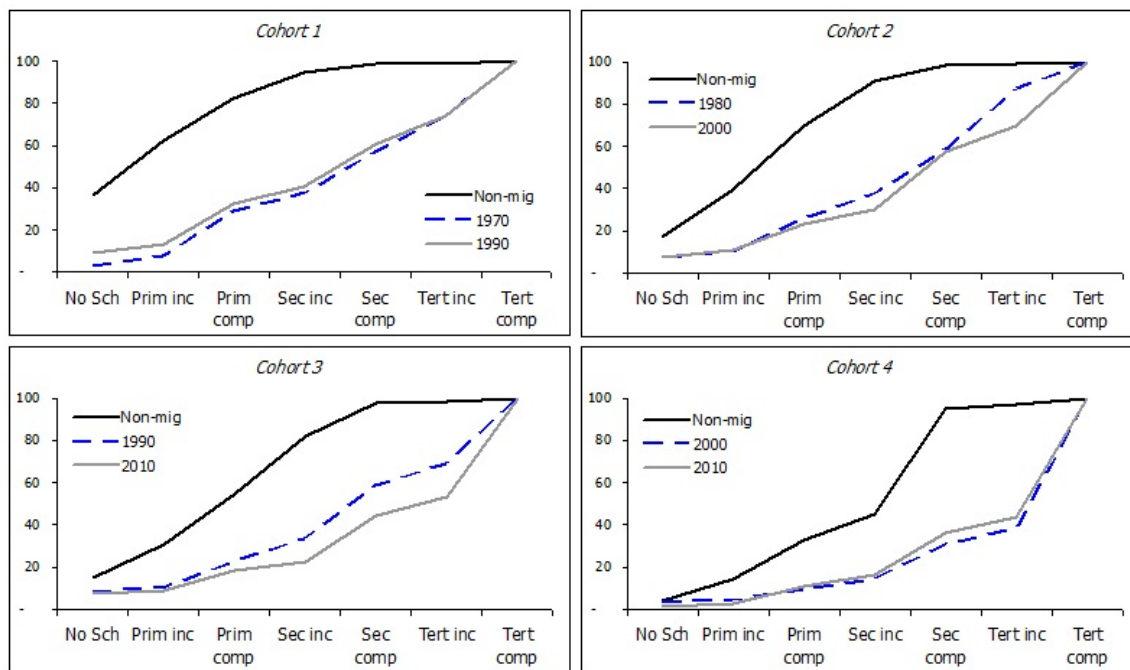 Cohort 1
100
80
60
40
20
-
Non-mig
1970
1990
No Sch Prim inc Prim comp Sec inc Sec comp Tert inc Tert comp
Cohort 2
100
80
60
40
20
-
Non-mig
1980
2000
No Sch Prim inc Prim comp Sec inc Sec comp Tert inc Tert comp
Cohort 3
100
80
60
40
20
-
Non-mig
1990
2010
No Sch Prim inc Prim comp Sec inc Sec comp Tert inc Tert comp
Cohort 4
100
80
60
40
20
-
Non-mig
2000
2010
No Sch Prim inc Prim comp Sec inc Sec comp Tert inc Tert comp